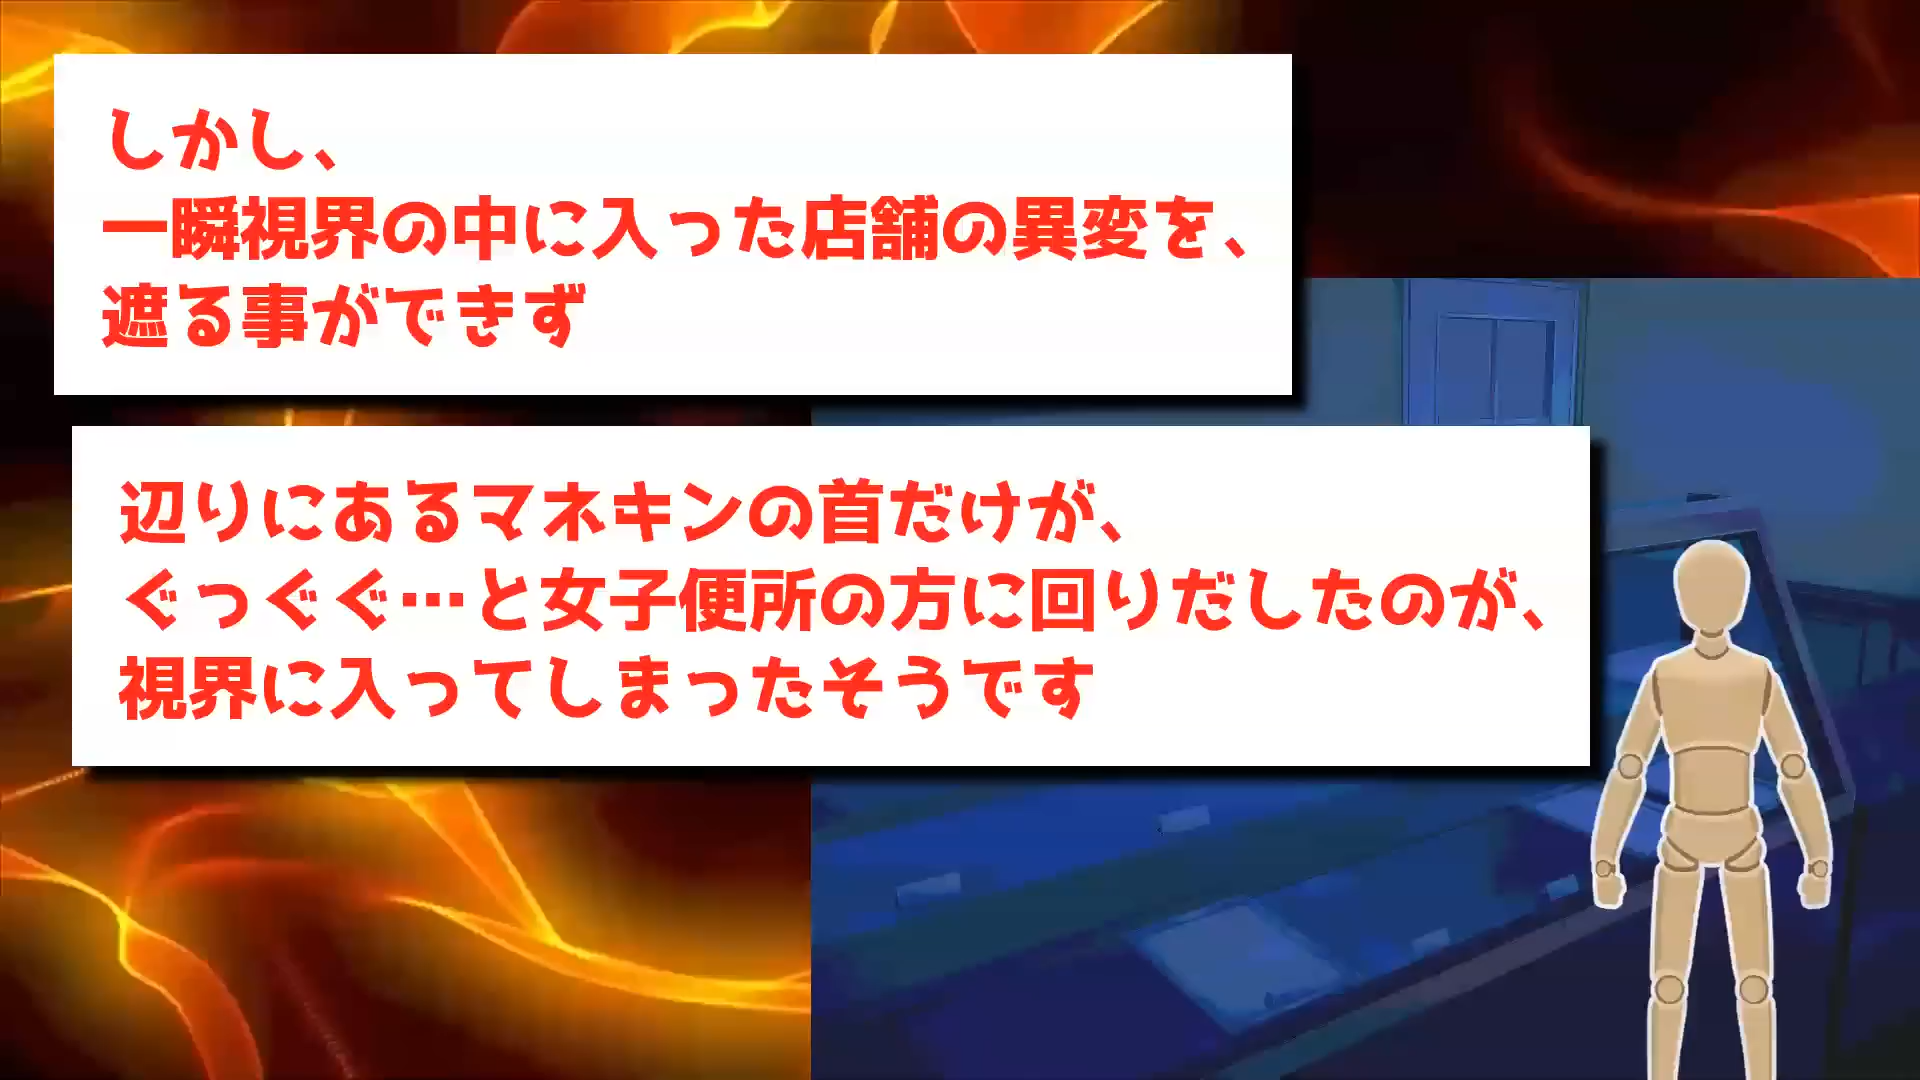 しかし、
一瞬視界の中に入った店舗の異変を、
遮る事ができず
辺りにあるマネキンの首だけが、
ぐっぐぐ…と女子便所の方に回りだしたのが、
視界に入ってしまったそうです